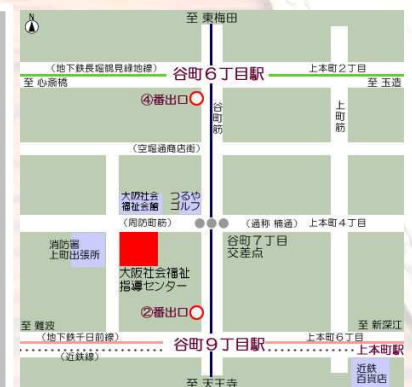 N
至 東梅田
(地下鉄長堀鶴見緑地線)
谷町6丁目駅
上本町2丁目
至 心斎橋
至 玉造
④番出口
谷町筋
上町筋
(空堀通商店街)
大阪社会
福祉会館
つるや
ゴルフ
(周防町筋)
(通称 楠通)
上本町4丁目
消防署
上町出張所
谷町7丁目
交差点
大阪社会福祉
指導センター
②番出口
至 難波
至 新深江
(地下鉄千日前線)
谷町9丁目駅
上本町6丁目
(近鉄線)
上本町駅
近鉄
百貨店
至 天王寺